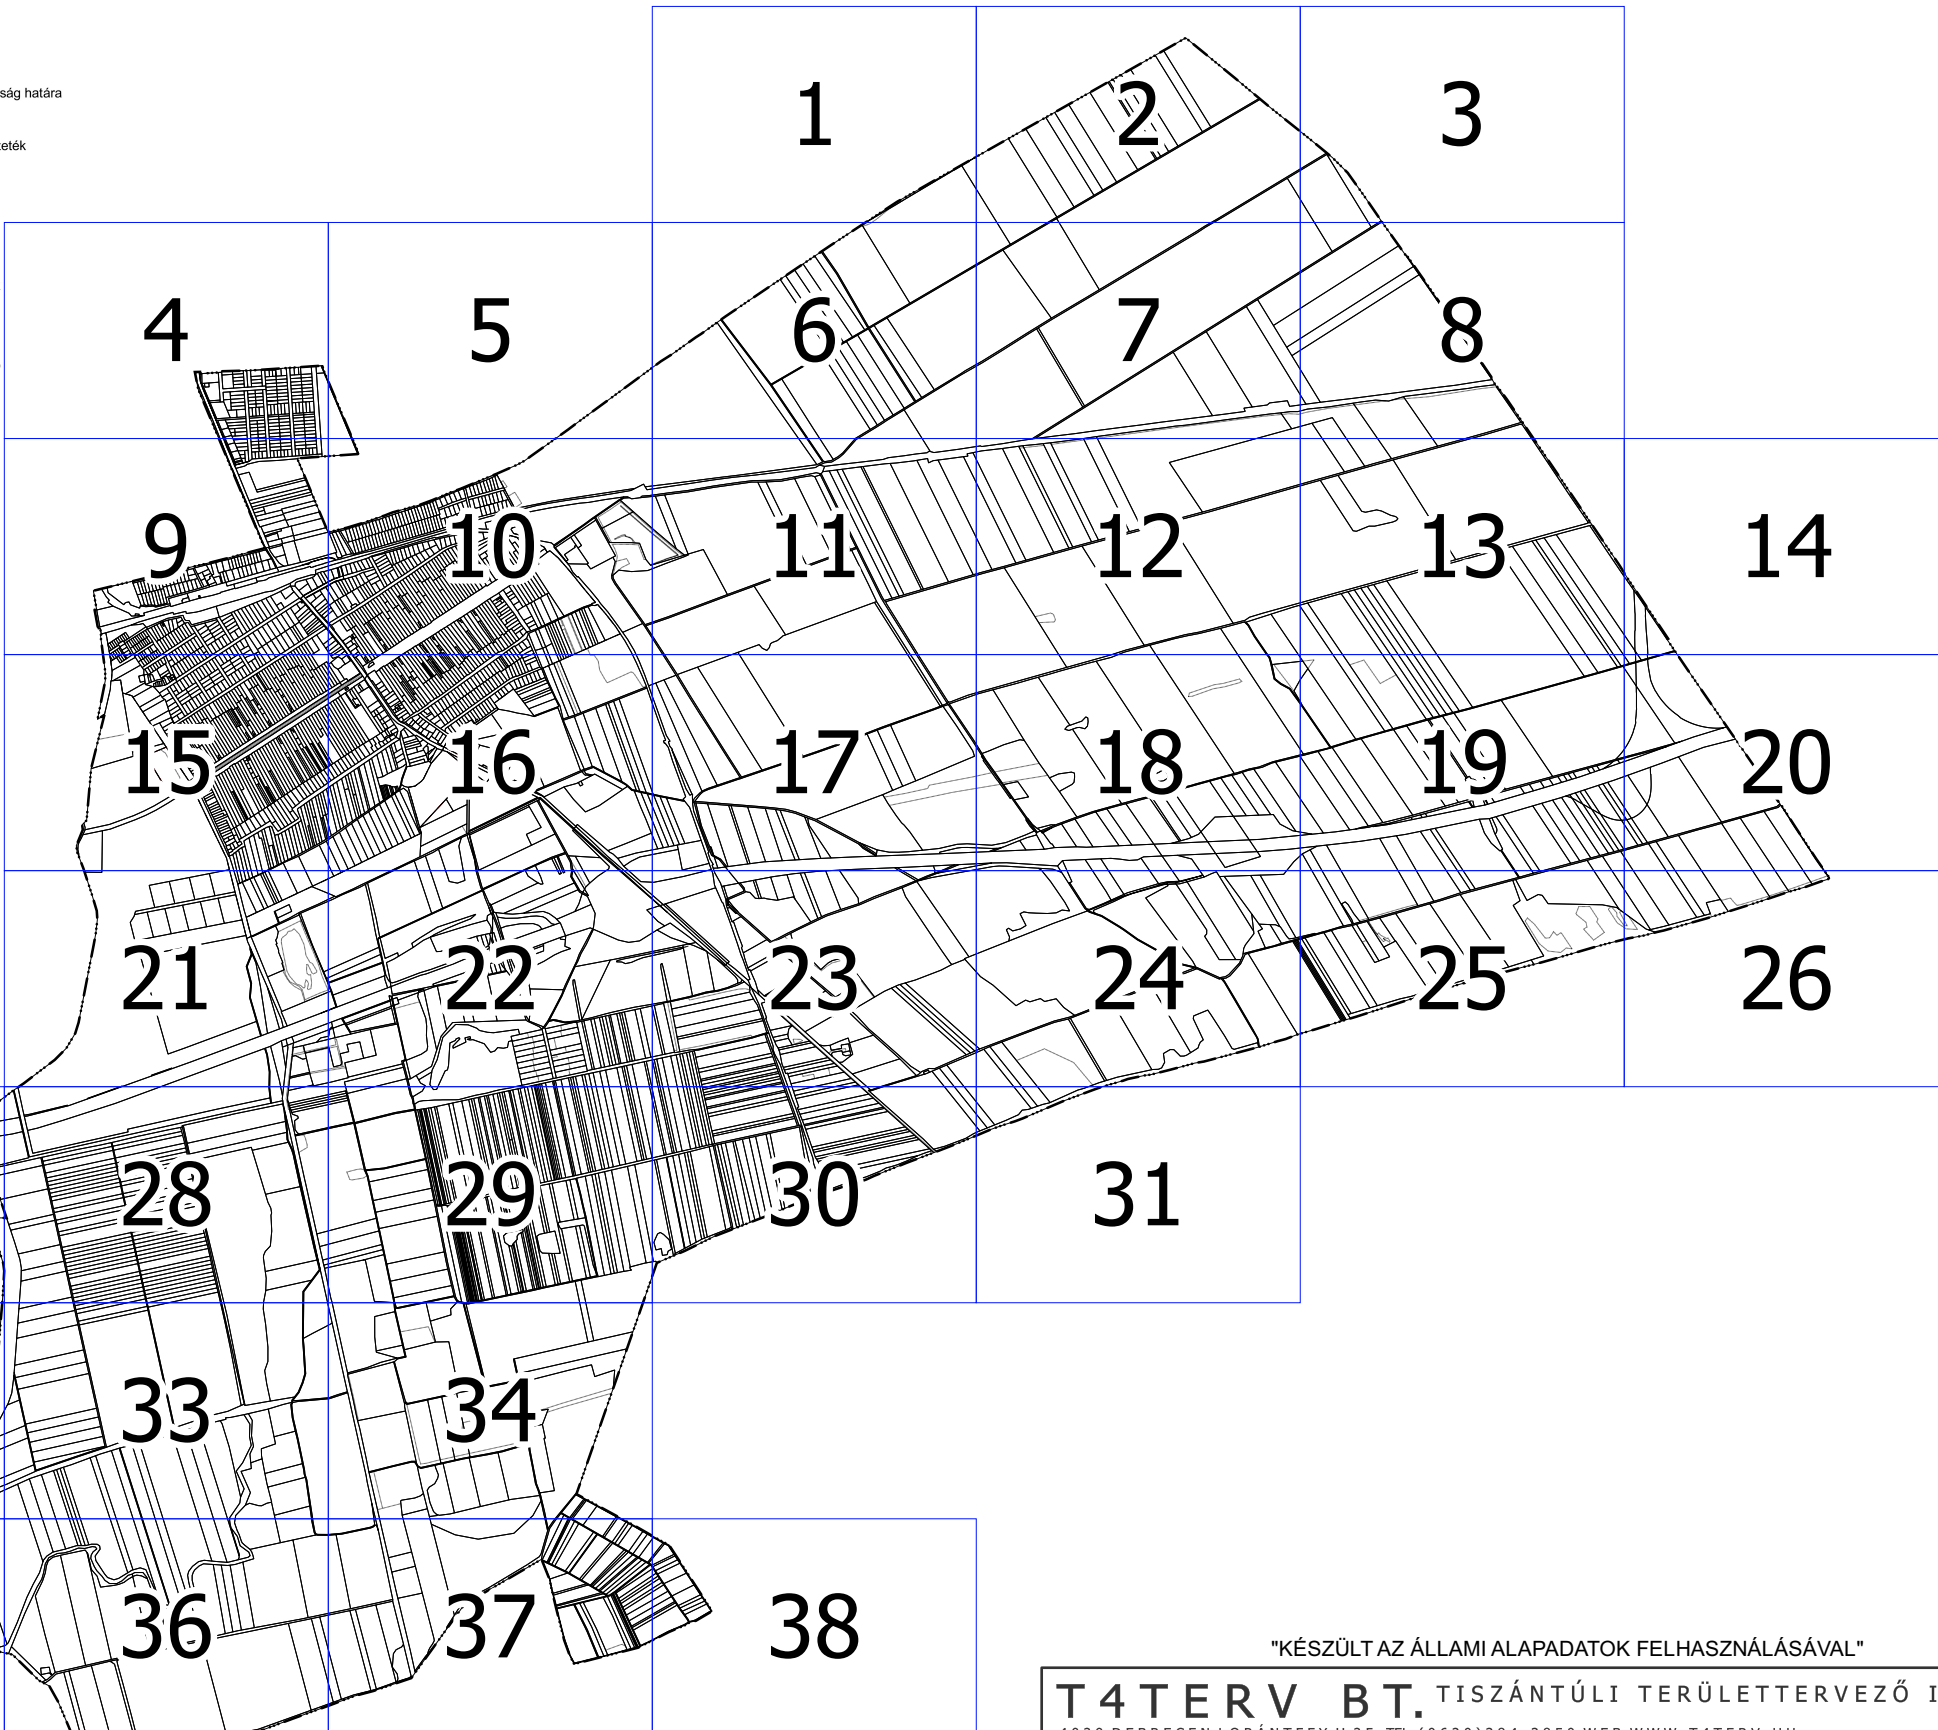 ság határa
1 2 3
4 5 6 7 8
9 10 11 12 13 14
15 16 17 18 19 20
21 22 23 24 25 26
28 29 30 31
33 34
36 37 38
"KÉSZÜLT AZ ÁLLAMI ALAPADATOK FELHASZNÁLÁSÁVAL"
T4TERV BT. TISZÁNTÚLI TERÜLETTERVEZŐ I